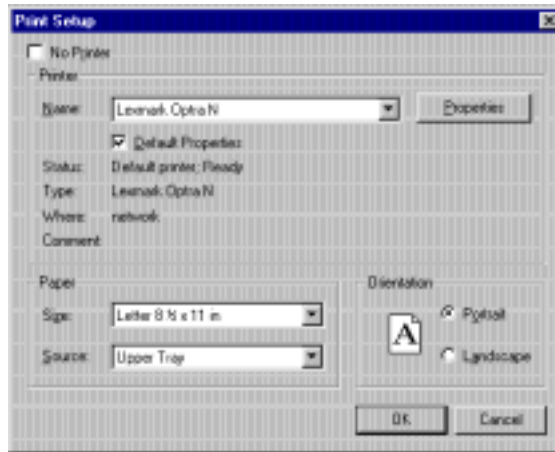 Print Setup
No Printer
Printer
Name: Lexmark Optra N Properties
Default Properties
Status: Default printer; Ready
Type: Lexmark Optra N
Where: network
Comment:
Paper
Size: Letter 8 ½ x 11 in
Source: Upper Tray
Orientation
A
Portrait
Landscape
OK Cancel